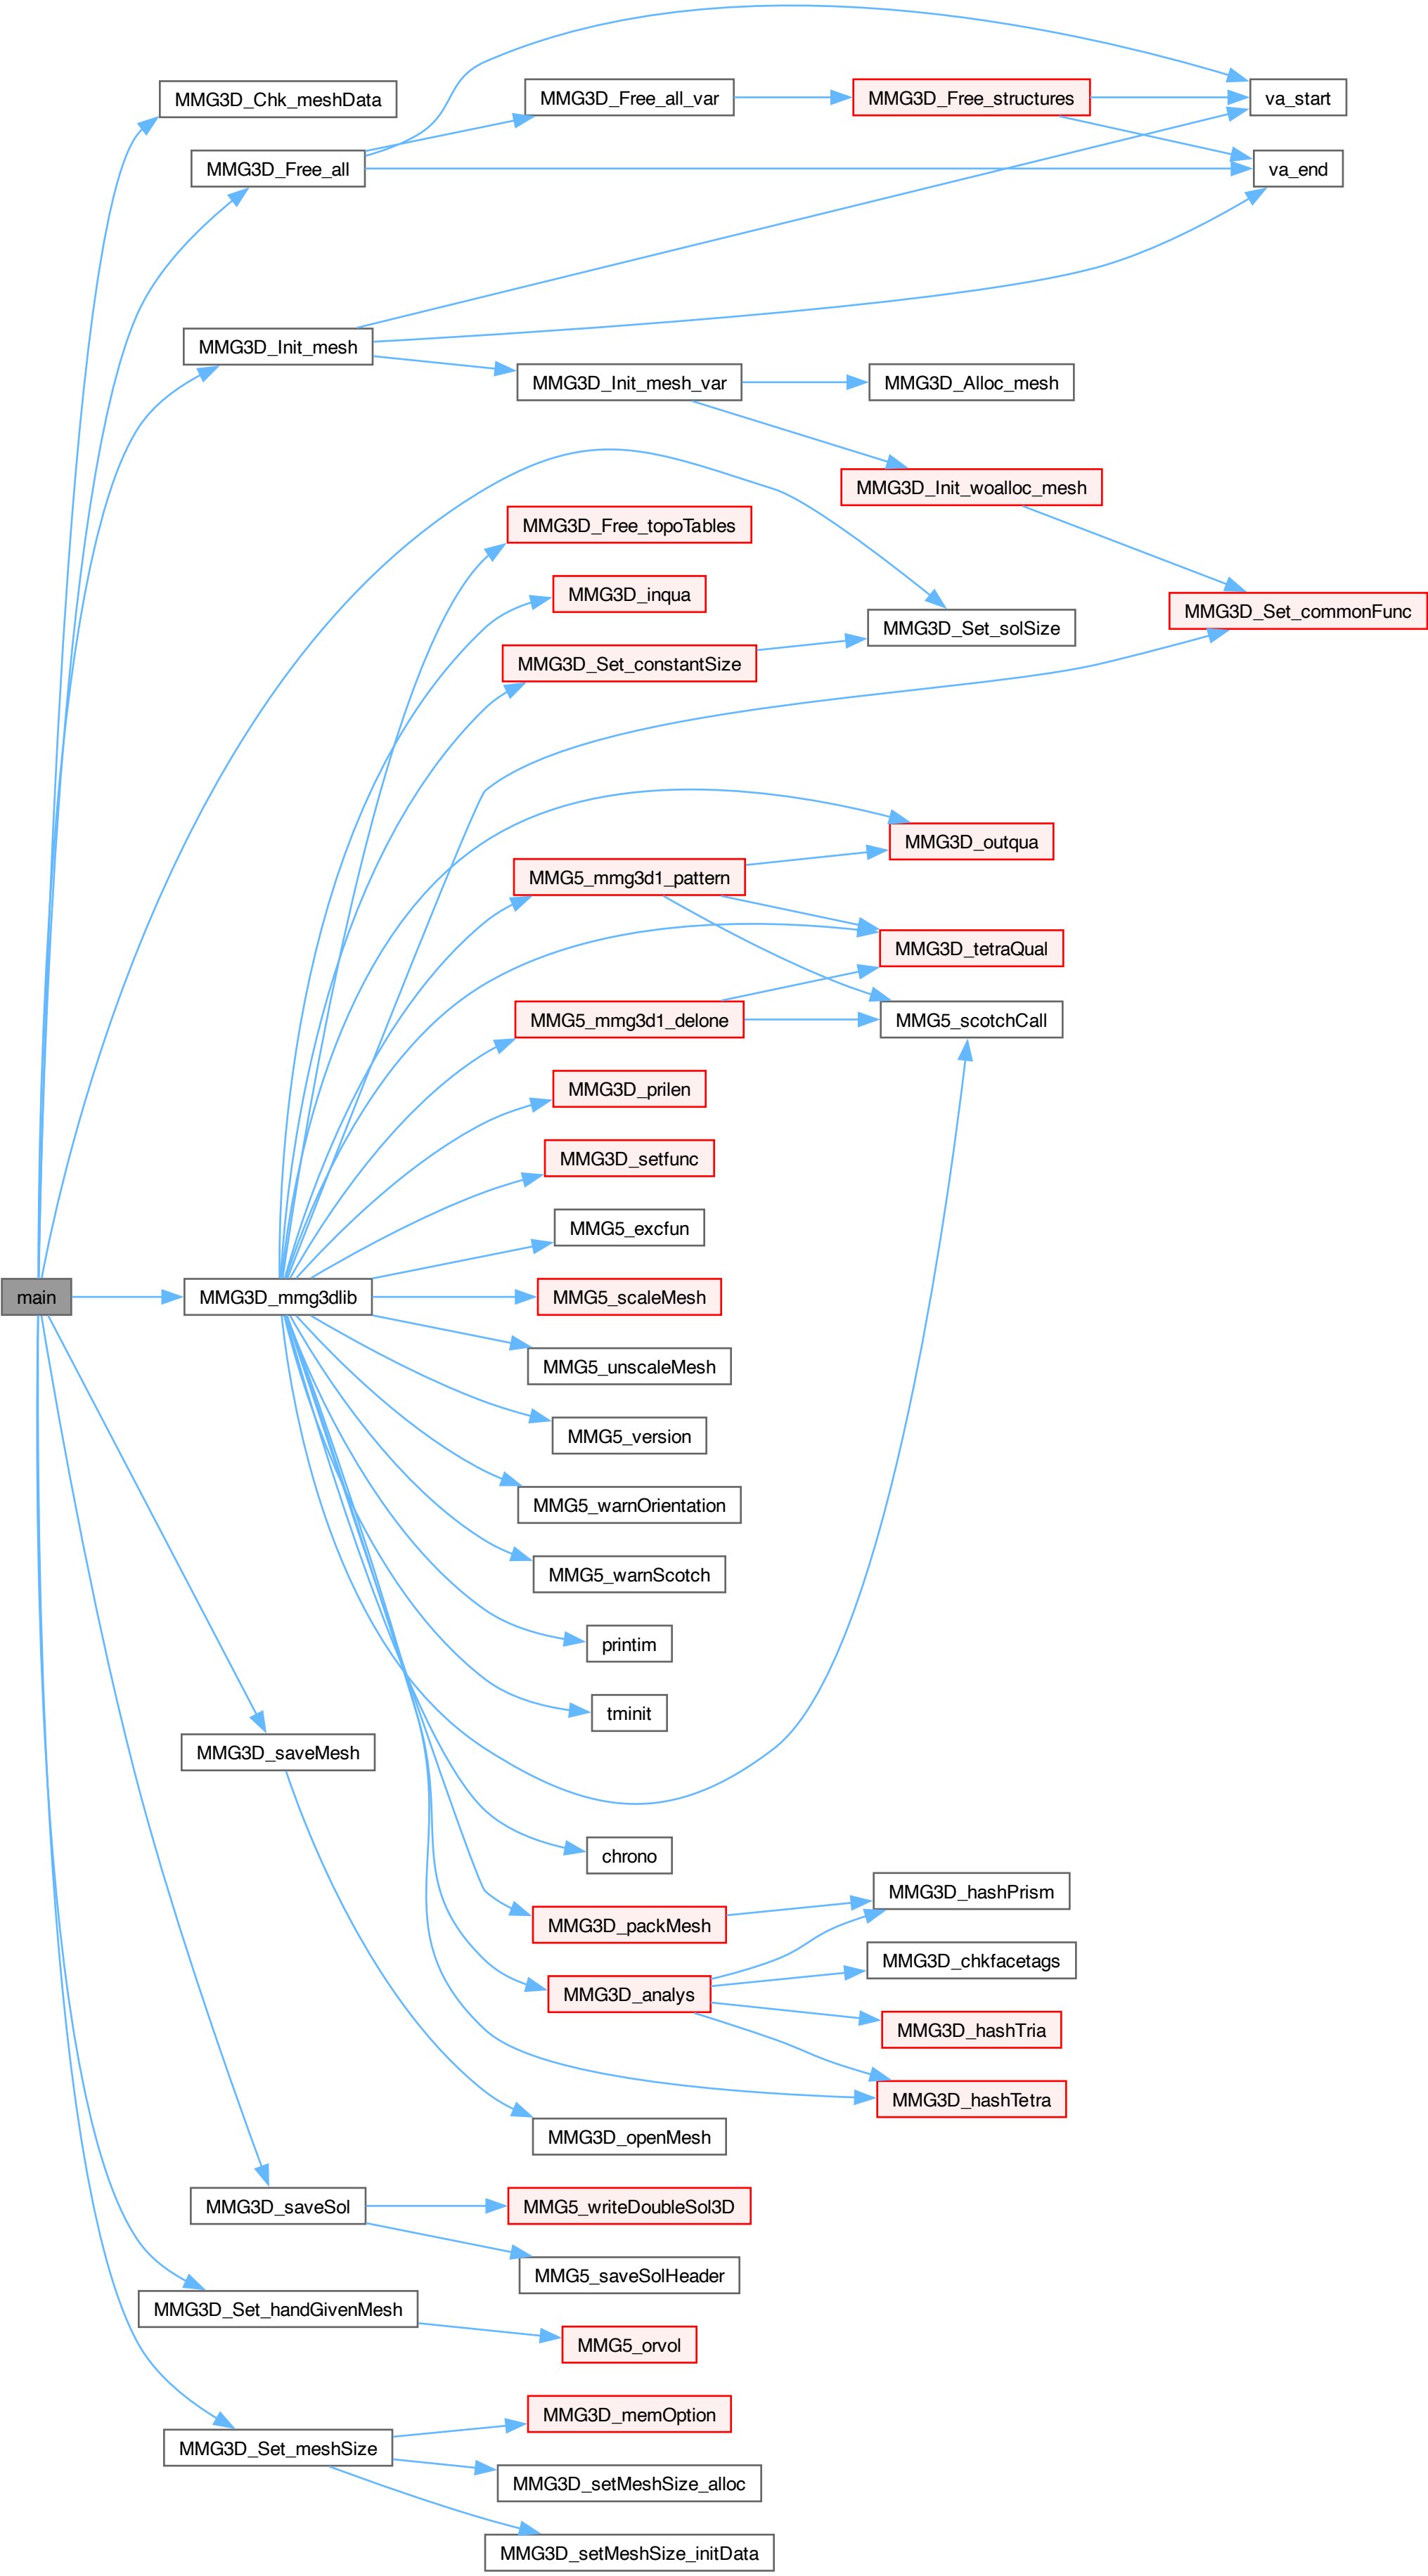 MMG3D_Chk_meshData
MMG3D_Free_all_var
MMG3D_Free_structures
va_start
MMG3D_Free_all
va_end
MMG3D_Init_mesh
MMG3D_Init_mesh_var
MMG3D_Alloc_mesh
MMG3D_Init_woalloc_mesh
MMG3D_Free_topoTables
MMG3D_inqua
MMG3D_Set_commonFunc
MMG3D_Set_solSize
MMG3D_Set_constantSize
MMG3D_outqua
MMG5_mmg3d1_pattern
MMG3D_tetraQual
MMG5_mmg3d1_delone
MMG5_scotchCall
MMG3D_prilen
MMG3D_setfunc
MMG5_excfun
main
MMG3D_mmg3dlib
MMG5_scaleMesh
MMG5_unscaleMesh
MMG5_version
MMG5_warnOrientation
MMG5_warnScotch
printim
tminit
MMG3D_saveMesh
chrono
MMG3D_hashPrism
MMG3D_packMesh
MMG3D_chkfacetags
MMG3D_analys
MMG3D_hashTria
MMG3D_hashTetra
MMG3D_openMesh
MMG3D_saveSol
MMG5_writeDoubleSol3D
MMG5_saveSolHeader
MMG3D_Set_handGivenMesh
MMG5_orvol
MMG3D_memOption
MMG3D_Set_meshSize
MMG3D_setMeshSize_alloc
MMG3D_setMeshSize_initData